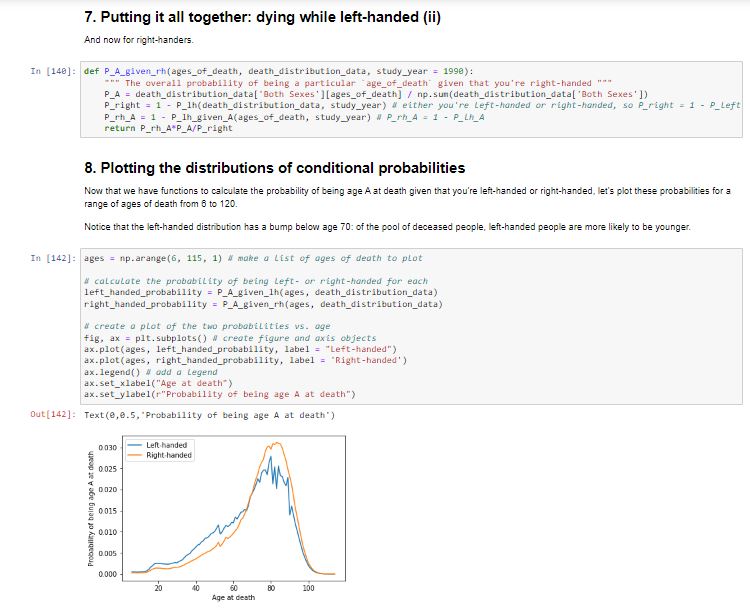 7. Putting it all together: dying while left-handed (ii)
And now for right-handers.
In [140]: def P_A_given_rh(ages_of_death, death_distribution_data, study_year = 1990):
""" The overall probability of being a particular `age_of_death` given that you're right-handed """
P_A = death_distribution_data['Both Sexes'][ages_of_death] / np.sum(death_distribution_data['Both Sexes'])
P_right = 1 - P_lh(death_distribution_data, study_year) # either you're left-handed or right-handed, so P_right = 1 - P_left
P_rh_A = 1 - P_lh_given_A(ages_of_death, study_year) # P_rh_A = 1 - P_lh_A
return P_rh_A*P_A/P_right
8. Plotting the distributions of conditional probabilities
Now that we have functions to calculate the probability of being age A at death given that you're left-handed or right-handed, let's plot these probabilities for a
range of ages of death from 6 to 120.
Notice that the left-handed distribution has a bump below age 70: of the pool of deceased people, left-handed people are more likely to be younger.
In [142]: ages = np.arange(6, 115, 1) # make a list of ages of death to plot
# calculate the probability of being left- or right-handed for each
left_handed_probability = P_A_given_lh(ages, death_distribution_data)
right_handed_probability = P_A_given_rh(ages, death_distribution_data)
# create a plot of the two probabilities vs. age
fig, ax = plt.subplots() # create figure and axis objects
ax.plot(ages, left_handed_probability, label = "Left-handed")
ax.plot(ages, right_handed_probability, label = 'Right-handed')
ax.legend() # add a legend
ax.set_xlabel("Age at death")
ax.set_ylabel(r"Probability of being age A at death")
Out[142]: Text(0,0.5,'Probability of being age A at death')
Left-handed
Right-handed
0.030
0.025
0.020
0.015
0.010
0.005
0.000
Probability of being age A at death
20 40 60 80 100
Age at death